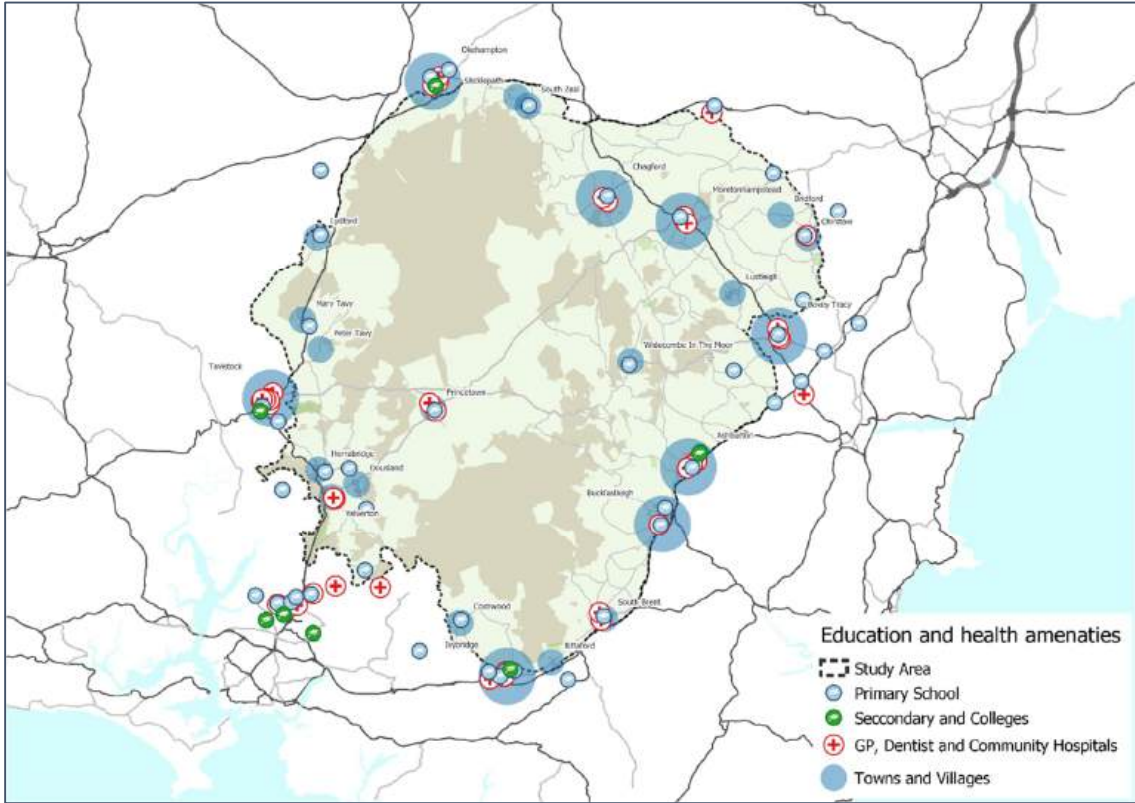 Okehampton
Sticklepath
South Zeal
Chagford
Moretonhampstead
Bridford
Christow
Lydford
Lustleigh
Bovey Tracy
Mary Tavy
Peter Tavy
Widecombe In The Moor
Tavistock
Princetown
Ashburton
Horrabridge
Dousland
Buckfastleigh
Yelverton
Cornwood
South Brent
Ivybridge
Bittaford
Education and health amenaties
Study Area
Primary School
Seccondary and Colleges
GP, Dentist and Community Hospitals
Towns and Villages